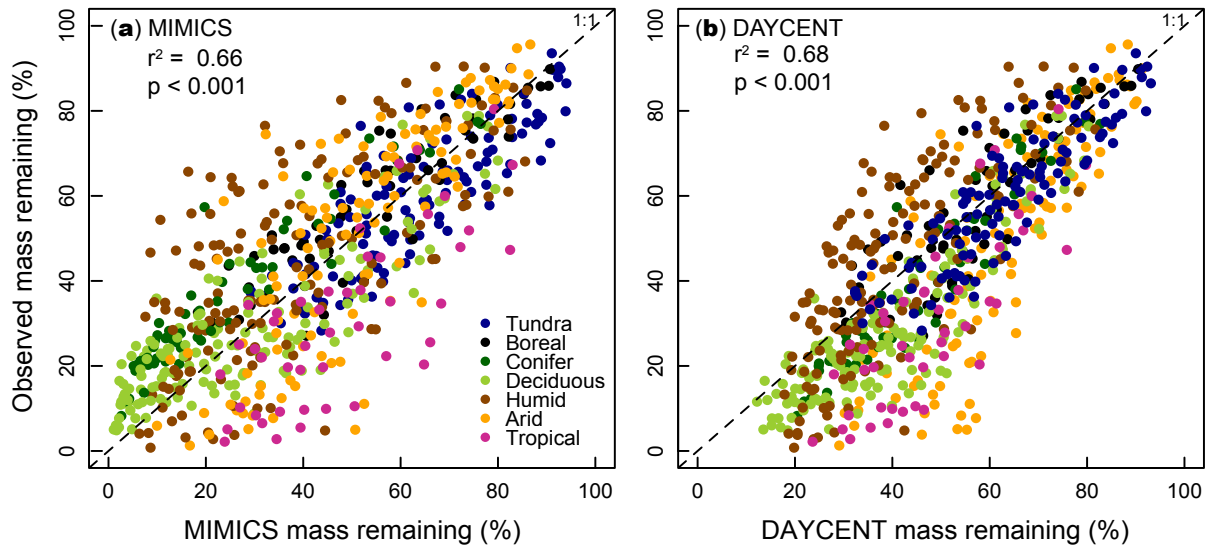 (a) MIMICS
r² = 0.66
p < 0.001
1:1
Observed mass remaining (%)
0
20
40
60
80
100
Tundra
Boreal
Conifer
Deciduous
Humid
Arid
Tropical
0 20 40 60 80 100
MIMICS mass remaining (%)
(b) DAYCENT
r² = 0.68
p < 0.001
1:1
0
20
40
60
80
100
0 20 40 60 80 100
DAYCENT mass remaining (%)